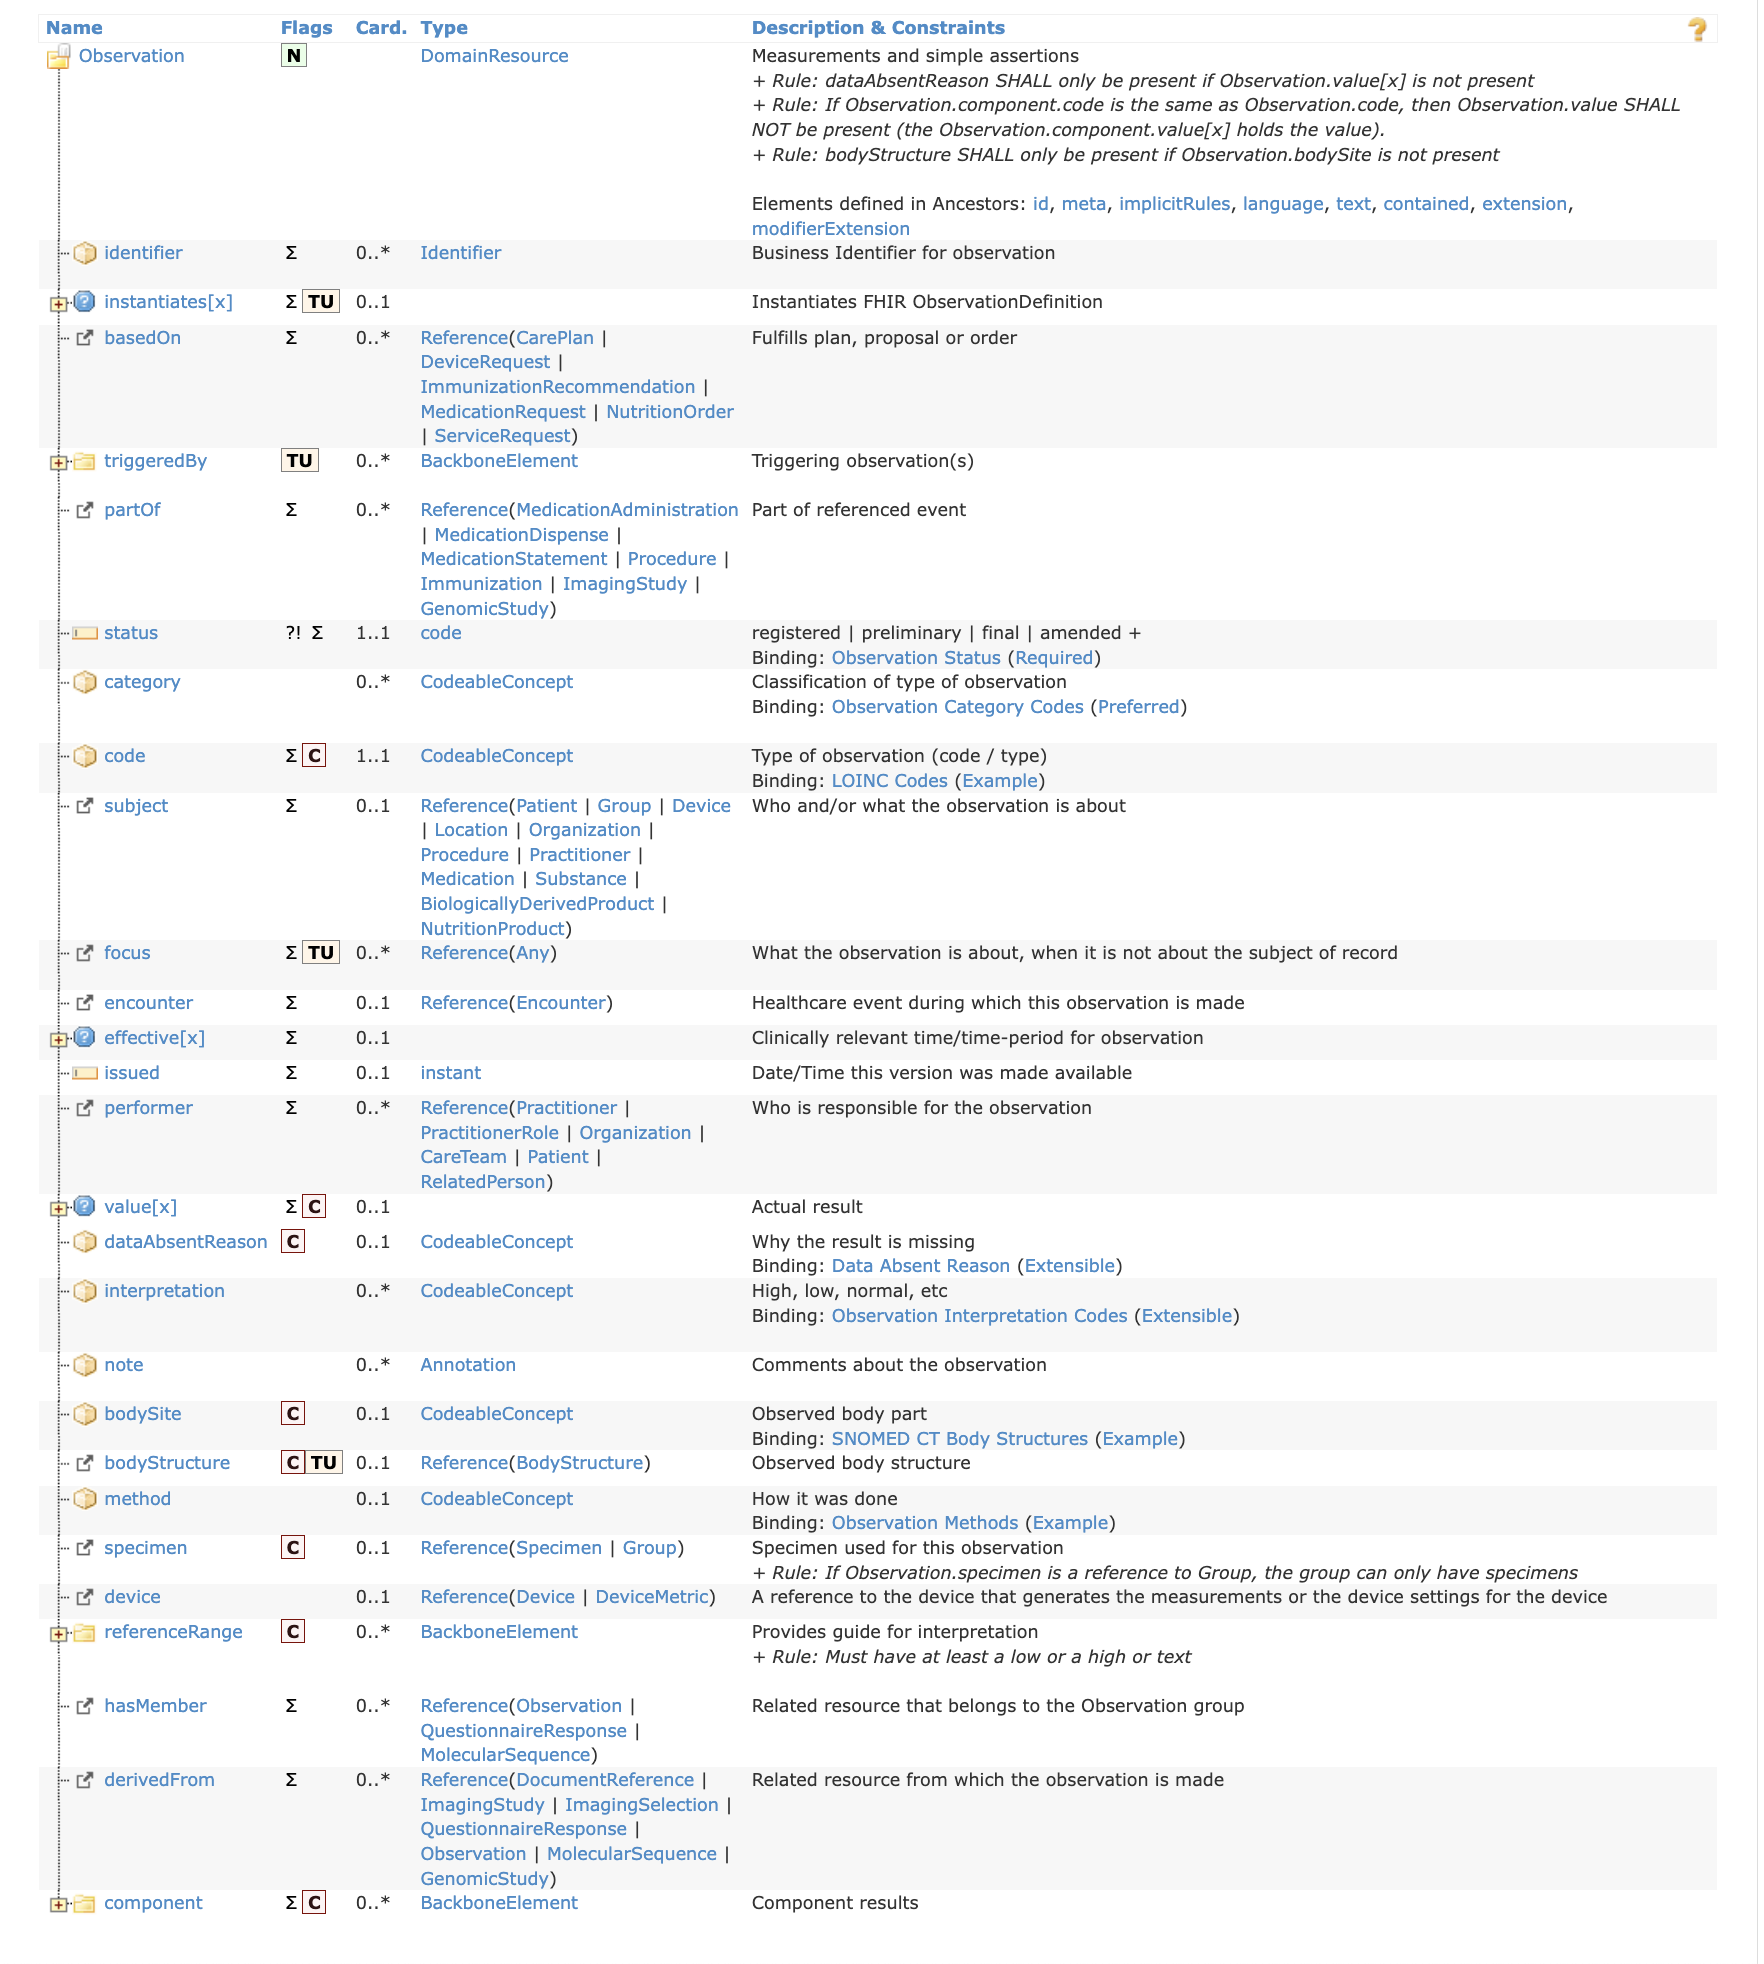 Name Flags Card. Type Description & Constraints ?
Observation N DomainResource Measurements and simple assertions
+ Rule: dataAbsentReason SHALL only be present if Observation.value[x] is not present
+ Rule: If Observation.component.code is the same as Observation.code, then Observation.value SHALL
NOT be present (the Observation.component.value[x] holds the value).
+ Rule: bodyStructure SHALL only be present if Observation.bodySite is not present
Elements defined in Ancestors: id, meta, implicitRules, language, text, contained, extension,
modifierExtension
identifier Σ 0..* Identifier Business Identifier for observation
instantiates[x] Σ TU 0..1 Instantiates FHIR ObservationDefinition
basedOn Σ 0..* Reference(CarePlan | Fulfills plan, proposal or order
DeviceRequest |
ImmunizationRecommendation |
MedicationRequest | NutritionOrder
| ServiceRequest)
triggeredBy TU 0..* BackboneElement Triggering observation(s)
partOf Σ 0..* Reference(MedicationAdministration Part of referenced event
| MedicationDispense |
MedicationStatement | Procedure |
Immunization | ImagingStudy |
GenomicStudy)
status ?! Σ 1..1 code registered | preliminary | final | amended +
Binding: Observation Status (Required)
category 0..* CodeableConcept Classification of type of observation
Binding: Observation Category Codes (Preferred)
code Σ C 1..1 CodeableConcept Type of observation (code / type)
Binding: LOINC Codes (Example)
subject Σ 0..1 Reference(Patient | Group | Device Who and/or what the observation is about
| Location | Organization |
Procedure | Practitioner |
Medication | Substance |
BiologicallyDerivedProduct |
NutritionProduct)
focus Σ TU 0..* Reference(Any) What the observation is about, when it is not about the subject of record
encounter Σ 0..1 Reference(Encounter) Healthcare event during which this observation is made
effective[x] Σ 0..1 Clinically relevant time/time-period for observation
issued Σ 0..1 instant Date/Time this version was made available
performer Σ 0..* Reference(Practitioner | Who is responsible for the observation
PractitionerRole | Organization |
CareTeam | Patient |
RelatedPerson)
value[x] Σ C 0..1 Actual result
dataAbsentReason C 0..1 CodeableConcept Why the result is missing
Binding: Data Absent Reason (Extensible)
interpretation 0..* CodeableConcept High, low, normal, etc
Binding: Observation Interpretation Codes (Extensible)
note 0..* Annotation Comments about the observation
bodySite C 0..1 CodeableConcept Observed body part
Binding: SNOMED CT Body Structures (Example)
bodyStructure C TU 0..1 Reference(BodyStructure) Observed body structure
method 0..1 CodeableConcept How it was done
Binding: Observation Methods (Example)
specimen C 0..1 Reference(Specimen | Group) Specimen used for this observation
+ Rule: If Observation.specimen is a reference to Group, the group can only have specimens
device 0..1 Reference(Device | DeviceMetric) A reference to the device that generates the measurements or the device settings for the device
referenceRange C 0..* BackboneElement Provides guide for interpretation
+ Rule: Must have at least a low or a high or text
hasMember Σ 0..* Reference(Observation | Related resource that belongs to the Observation group
QuestionnaireResponse |
MolecularSequence)
derivedFrom Σ 0..* Reference(DocumentReference | Related resource from which the observation is made
ImagingStudy | ImagingSelection |
QuestionnaireResponse |
Observation | MolecularSequence |
GenomicStudy)
component Σ C 0..* BackboneElement Component results